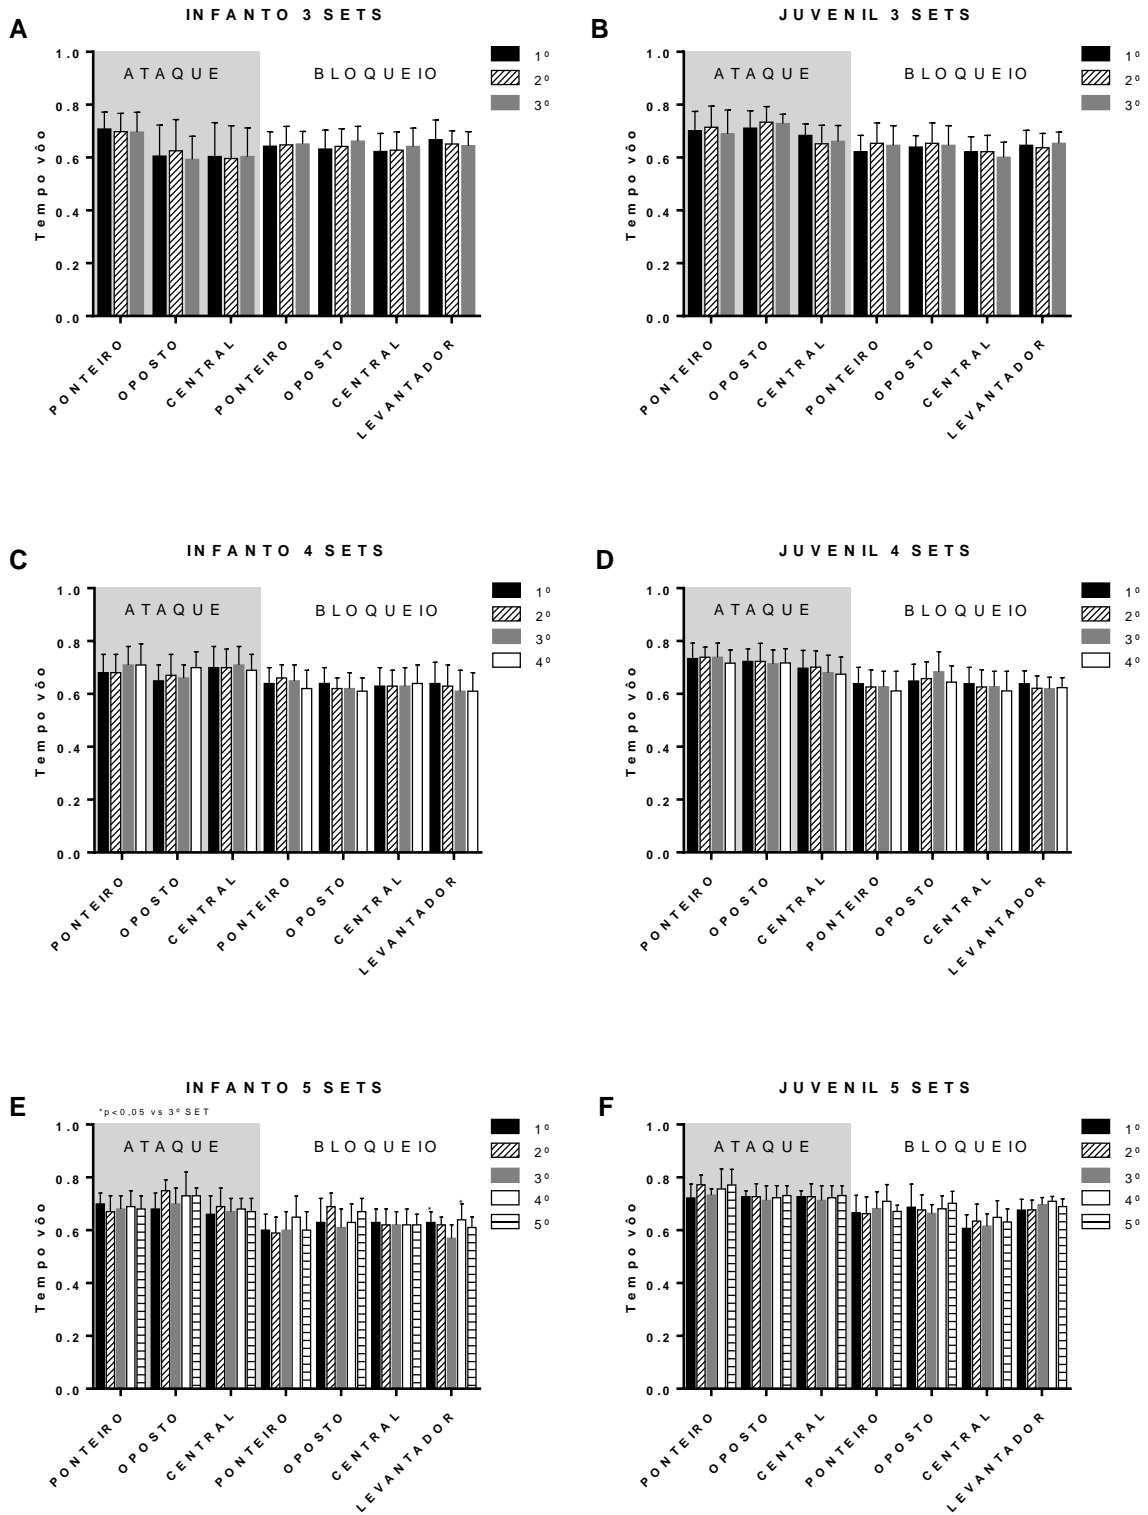 A
INFANTO 3 SETS
ATAQUE
BLOQUEIO
1º
2º
3º
Tempo vôo
1.0
0.8
0.6
0.4
0.2
0.0
PONTEIRO
OPOSTO
CENTRAL
PONTEIRO
OPOSTO
CENTRAL
LEVANTADOR
B
JUVENIL 3 SETS
ATAQUE
BLOQUEIO
1º
2º
3º
Tempo vôo
1.0
0.8
0.6
0.4
0.2
0.0
PONTEIRO
OPOSTO
CENTRAL
PONTEIRO
OPOSTO
CENTRAL
LEVANTADOR
C
INFANTO 4 SETS
ATAQUE
BLOQUEIO
1º
2º
3º
4º
Tempo vôo
1.0
0.8
0.6
0.4
0.2
0.0
PONTEIRO
OPOSTO
CENTRAL
PONTEIRO
OPOSTO
CENTRAL
LEVANTADOR
D
JUVENIL 4 SETS
ATAQUE
BLOQUEIO
1º
2º
3º
4º
Tempo vôo
1.0
0.8
0.6
0.4
0.2
0.0
PONTEIRO
OPOSTO
CENTRAL
PONTEIRO
OPOSTO
CENTRAL
LEVANTADOR
E
INFANTO 5 SETS
*p<0,05 vs 3º SET
ATAQUE
BLOQUEIO
1º
2º
3º
4º
5º
Tempo vôo
1.0
0.8
0.6
0.4
0.2
0.0
*
*
PONTEIRO
OPOSTO
CENTRAL
PONTEIRO
OPOSTO
CENTRAL
LEVANTADOR
F
JUVENIL 5 SETS
ATAQUE
BLOQUEIO
1º
2º
3º
4º
5º
Tempo vôo
1.0
0.8
0.6
0.4
0.2
0.0
PONTEIRO
OPOSTO
CENTRAL
PONTEIRO
OPOSTO
CENTRAL
LEVANTADOR